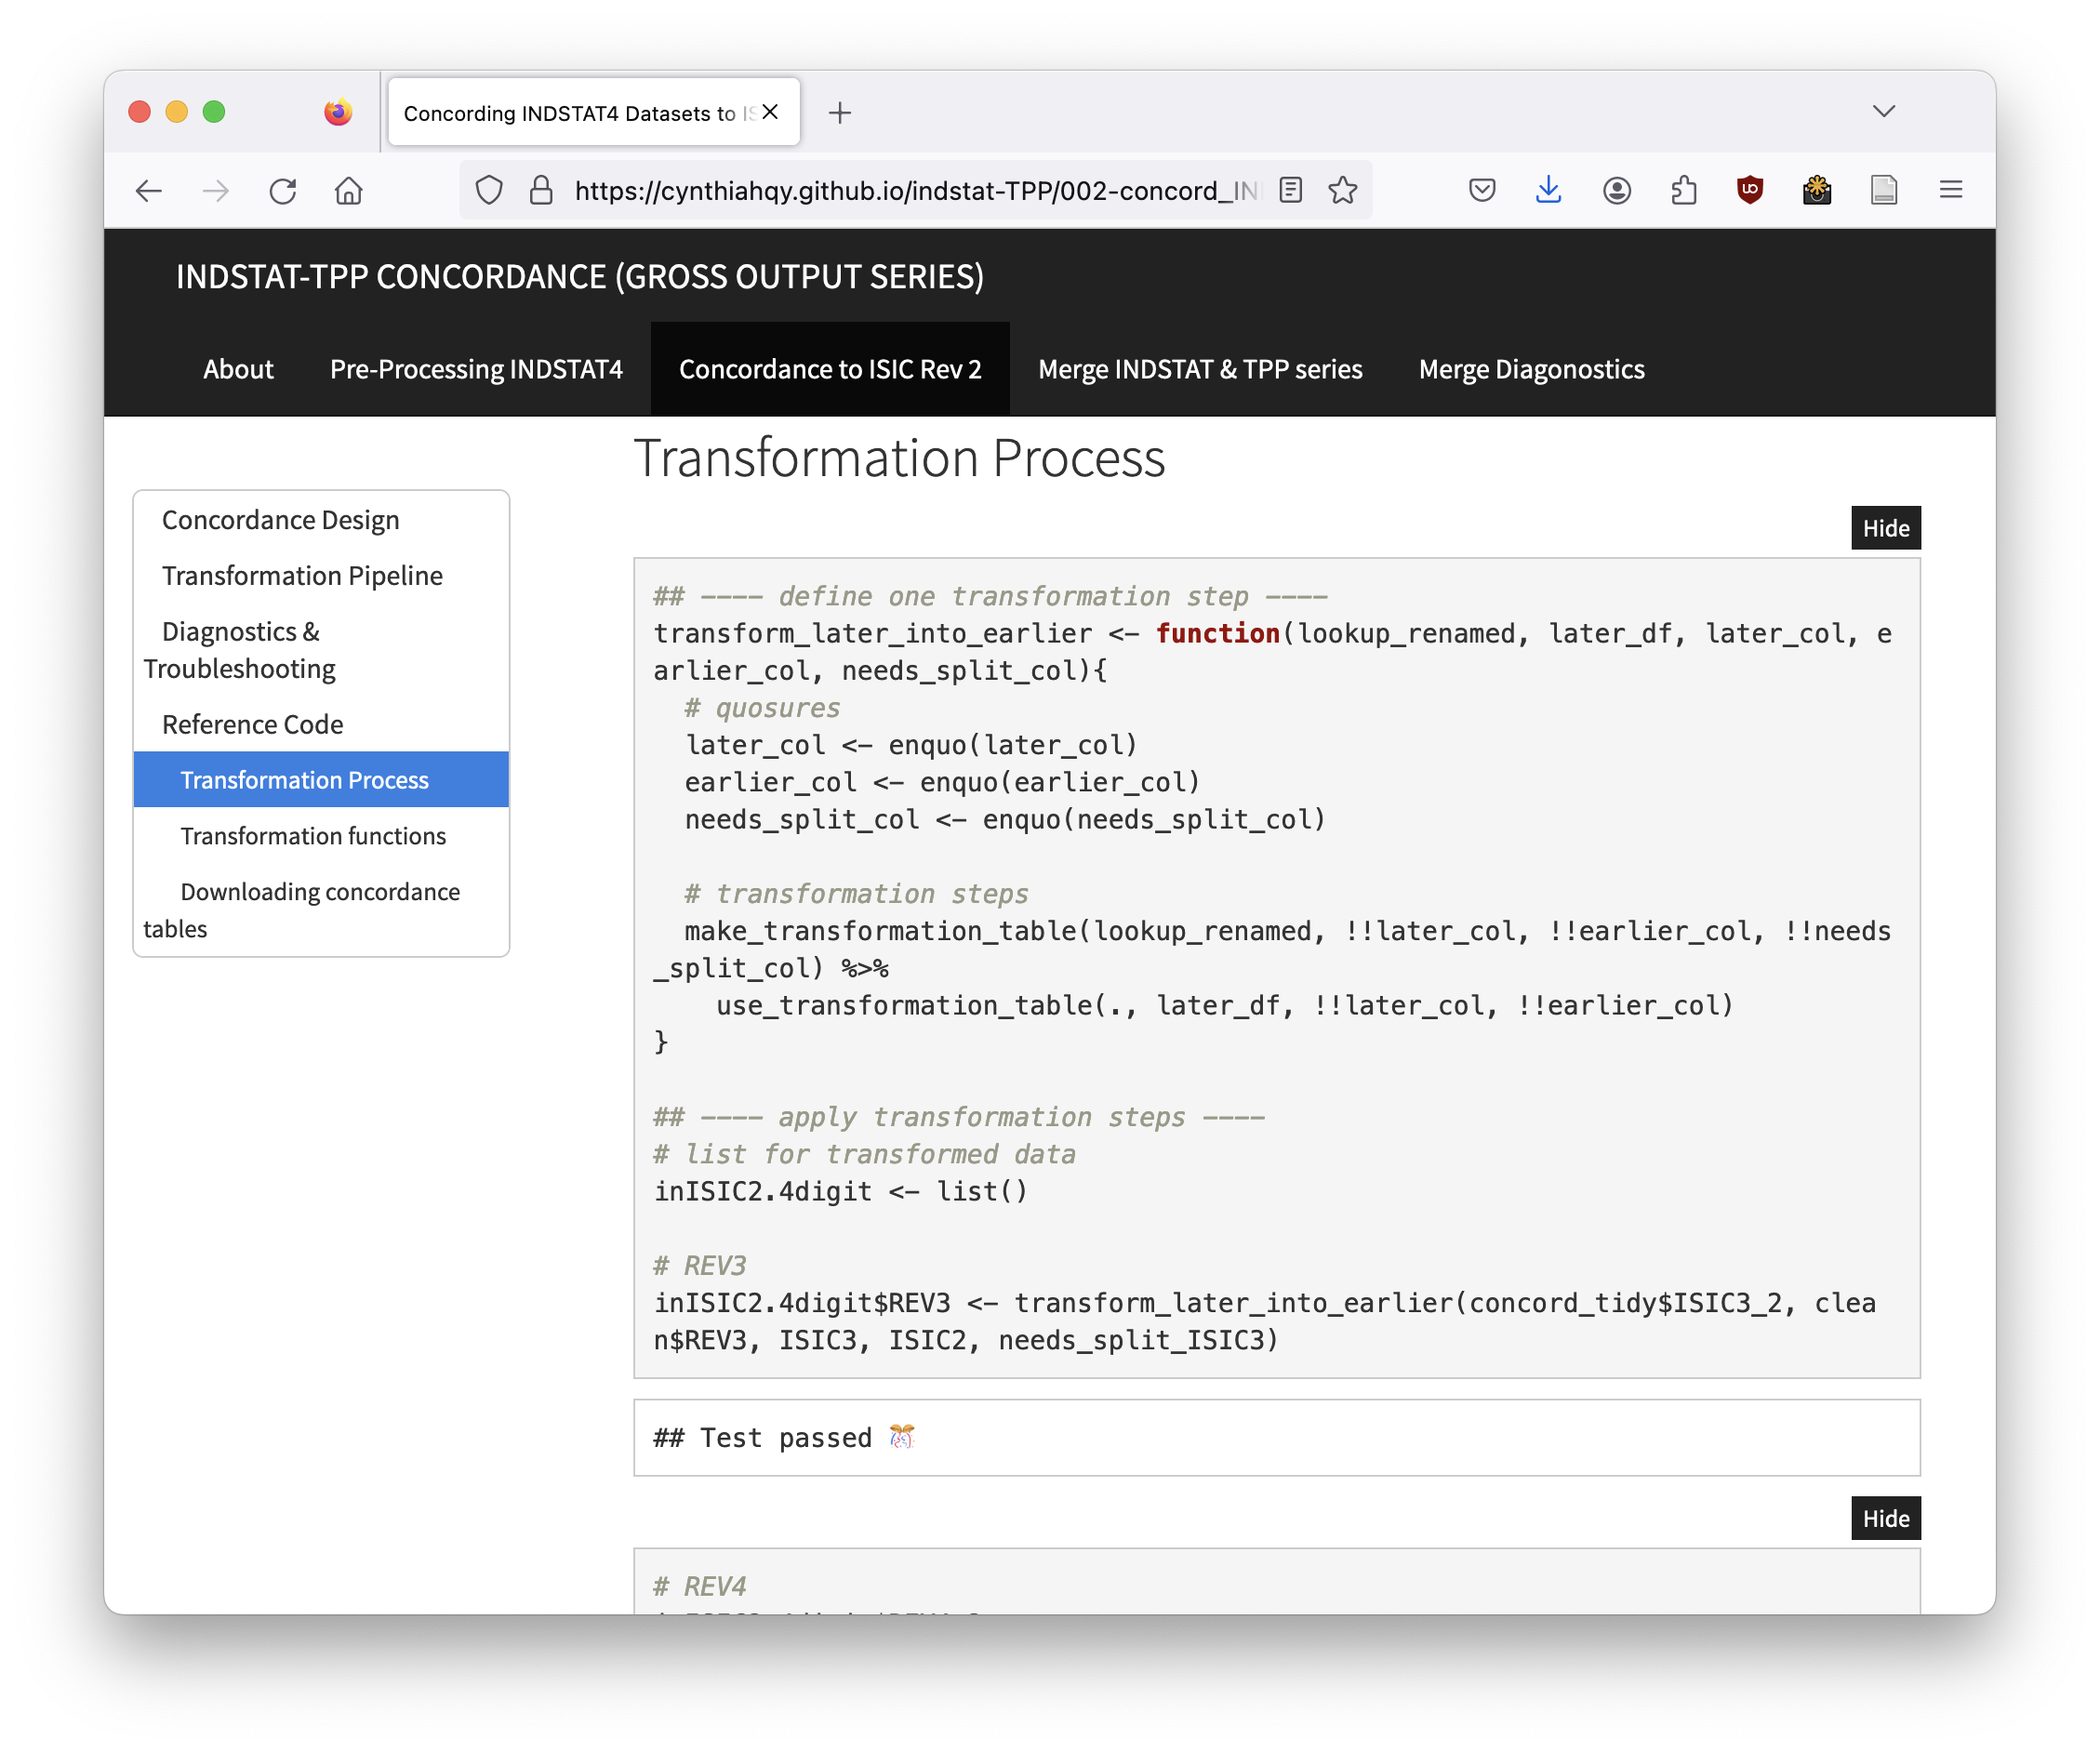 Concording INDSTAT4 Datasets to IS
https://cynthiahqy.github.io/indstat-TPP/002-concord_IN
INDSTAT-TPP CONCORDANCE (GROSS OUTPUT SERIES)
About
Pre-Processing INDSTAT4
Concordance to ISIC Rev 2
Merge INDSTAT & TPP series
Merge Diagonostics
Concordance Design
Transformation Pipeline
Diagnostics &
Troubleshooting
Reference Code
Transformation Process
Transformation functions
Downloading concordance
tables
Transformation Process
Hide
## ---- define one transformation step ----
transform_later_into_earlier <- function(lookup_renamed, later_df, later_col, e
arlier_col, needs_split_col){
  # quosures
  later_col <- enquo(later_col)
  earlier_col <- enquo(earlier_col)
  needs_split_col <- enquo(needs_split_col)
  # transformation steps
  make_transformation_table(lookup_renamed, !!later_col, !!earlier_col, !!needs
_split_col) %>%
    use_transformation_table(., later_df, !!later_col, !!earlier_col)
}
## ---- apply transformation steps ----
# list for transformed data
inISIC2.4digit <- list()
# REV3
inISIC2.4digit$REV3 <- transform_later_into_earlier(concord_tidy$ISIC3_2, clea
n$REV3, ISIC3, ISIC2, needs_split_ISIC3)
## Test passed 🎊
Hide
# REV4